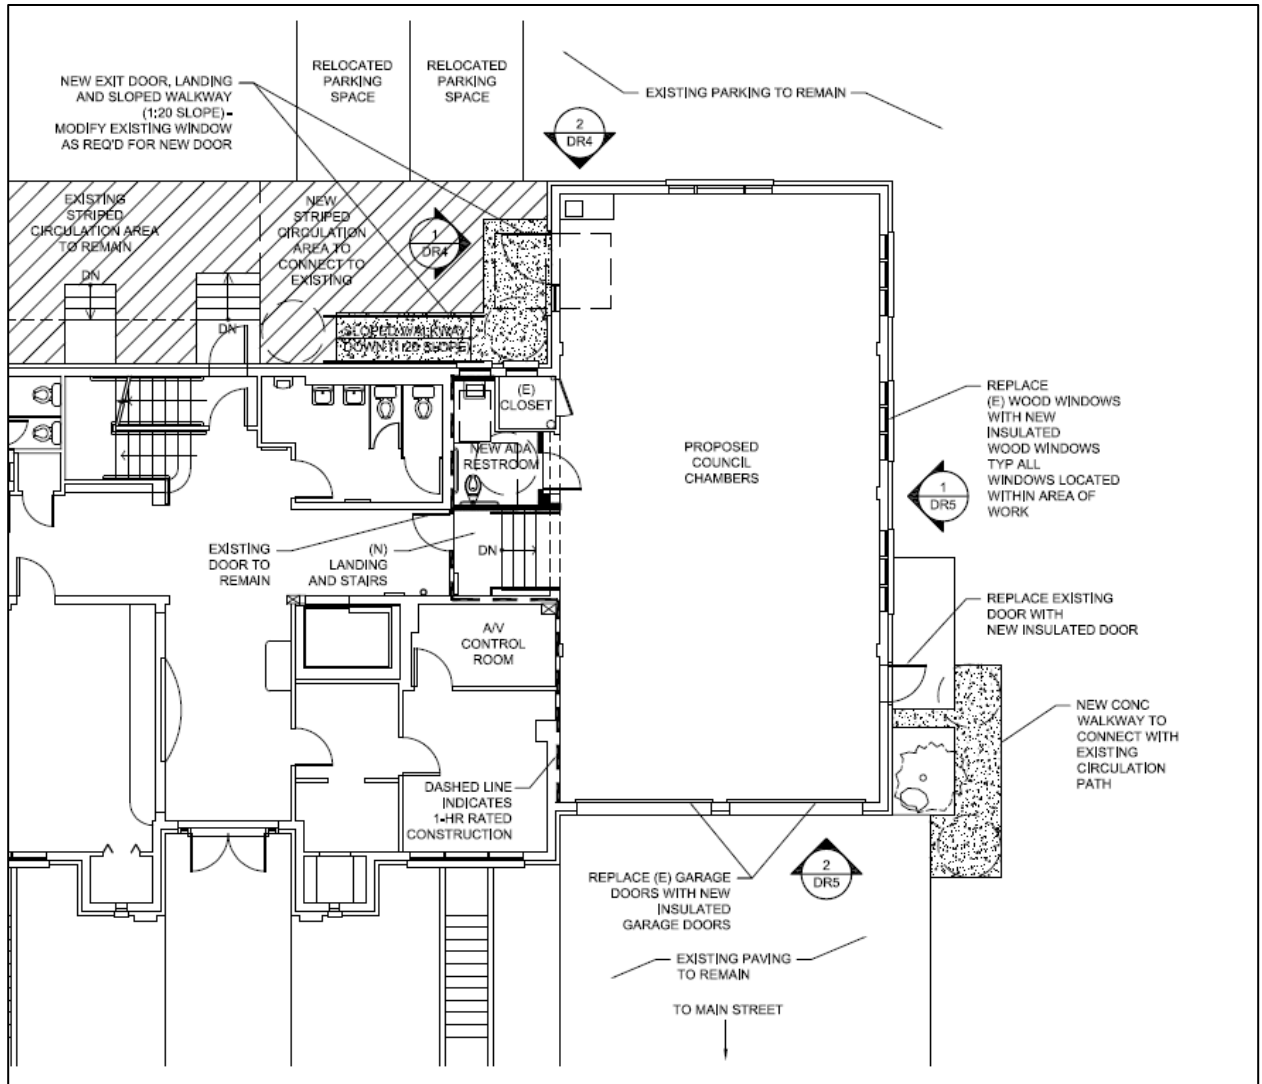 RELOCATED
PARKING
SPACE
RELOCATED
PARKING
SPACE
NEW EXIT DOOR, LANDING
AND SLOPED WALKWAY
(1:20 SLOPE)-
MODIFY EXISTING WINDOW
AS REQ'D FOR NEW DOOR
EXISTING PARKING TO REMAIN
2
DR4
EXISTING
STRIPED
CIRCULATION AREA
TO REMAIN
NEW
STRIPED
CIRCULATION
AREA TO
CONNECT TO
EXISTING
1
DR4
DN
DN
SLOPED WALKWAY
DOWN (1:20 SLOPE)
(E)
CLOSET
NEW ADA
RESTROOM
PROPOSED
COUNCIL
CHAMBERS
REPLACE
(E) WOOD WINDOWS
WITH NEW
INSULATED
WOOD WINDOWS
TYP ALL
WINDOWS LOCATED
WITHIN AREA OF
WORK
1
DR5
EXISTING
DOOR TO
REMAIN
(N)
LANDING
AND STAIRS
DN
REPLACE EXISTING
DOOR WITH
NEW INSULATED DOOR
A/V
CONTROL
ROOM
NEW CONC
WALKWAY TO
CONNECT WITH
EXISTING
CIRCULATION
PATH
DASHED LINE
INDICATES
1-HR RATED
CONSTRUCTION
2
DR5
REPLACE (E) GARAGE
DOORS WITH NEW
INSULATED
GARAGE DOORS
EXISTING PAVING
TO REMAIN
TO MAIN STREET